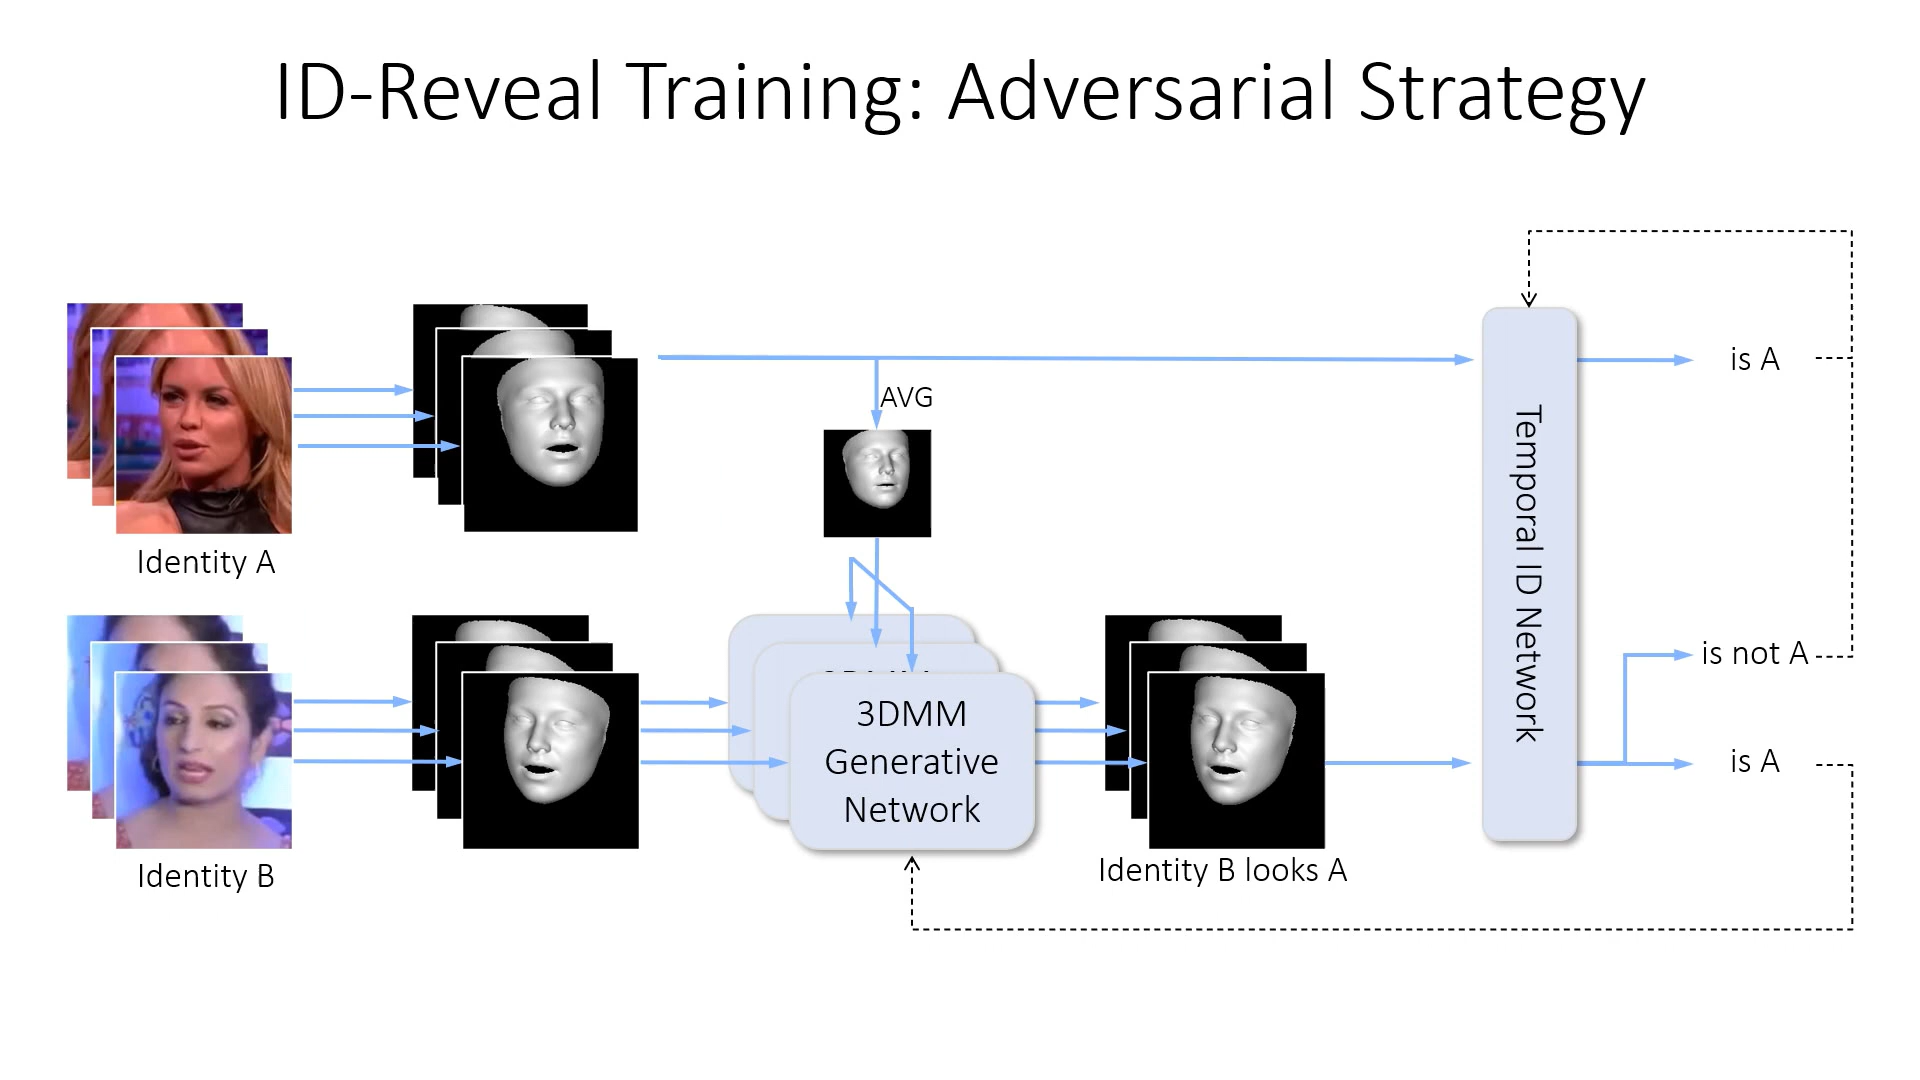 ID-Reveal Training: Adversarial Strategy
is A
AVG
Temporal ID Network
Identity A
is not A
3DMM
Generative
Network
is A
Identity B
Identity B looks A